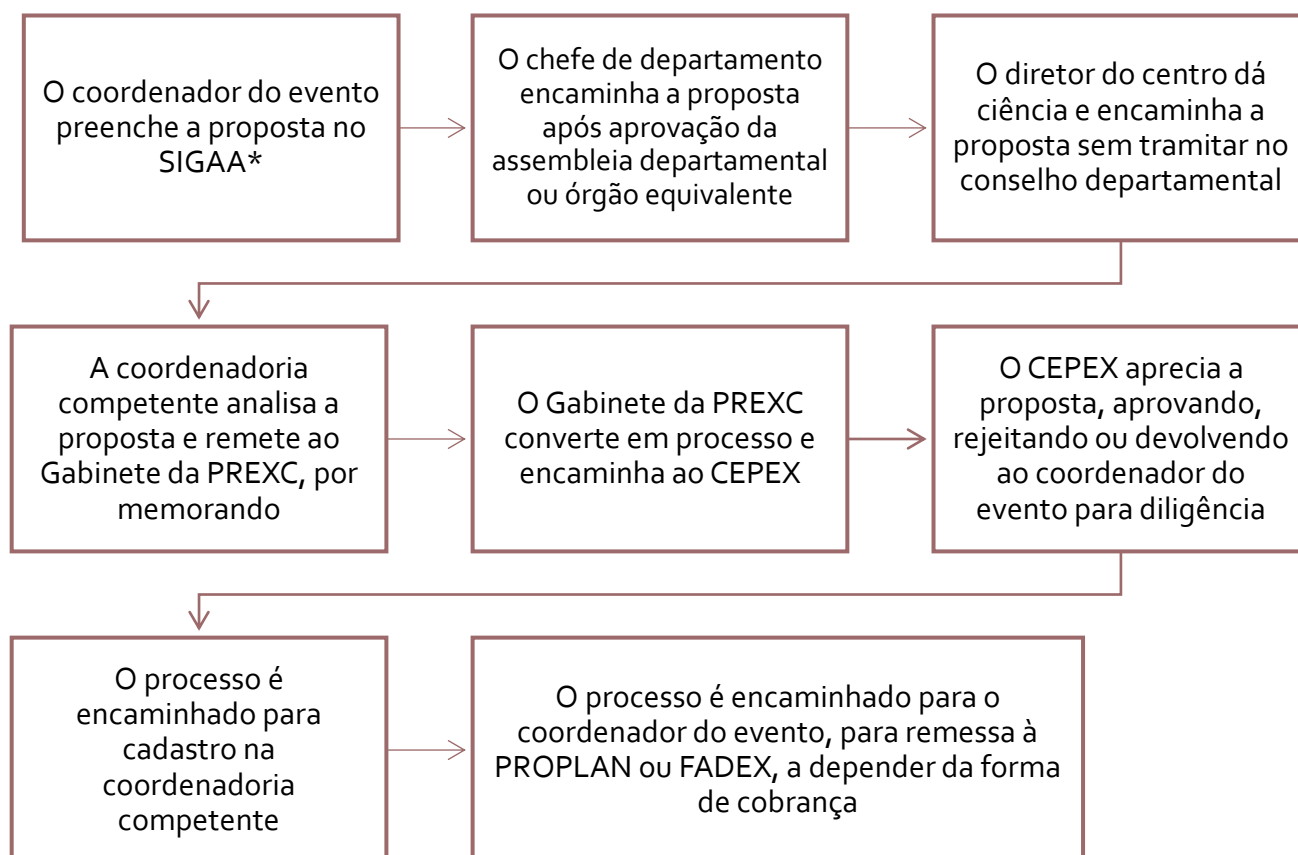 O coordenador do evento
preenche a proposta no
SIGAA*
O chefe de departamento
encaminha a proposta
após aprovação da
assembleia departamental
ou órgão equivalente
O diretor do centro dá
ciência e encaminha a
proposta sem tramitar no
conselho departamental
A coordenadoria
competente analisa a
proposta e remete ao
Gabinete da PREXC, por
memorando
O Gabinete da PREXC
converte em processo e
encaminha ao CEPEX
O CEPEX aprecia a
proposta, aprovando,
rejeitando ou devolvendo
ao coordenador do
evento para diligência
O processo é
encaminhado para
cadastro na
coordenadoria
competente
O processo é encaminhado para o
coordenador do evento, para remessa à
PROPLAN ou FADEX, a depender da forma
de cobrança